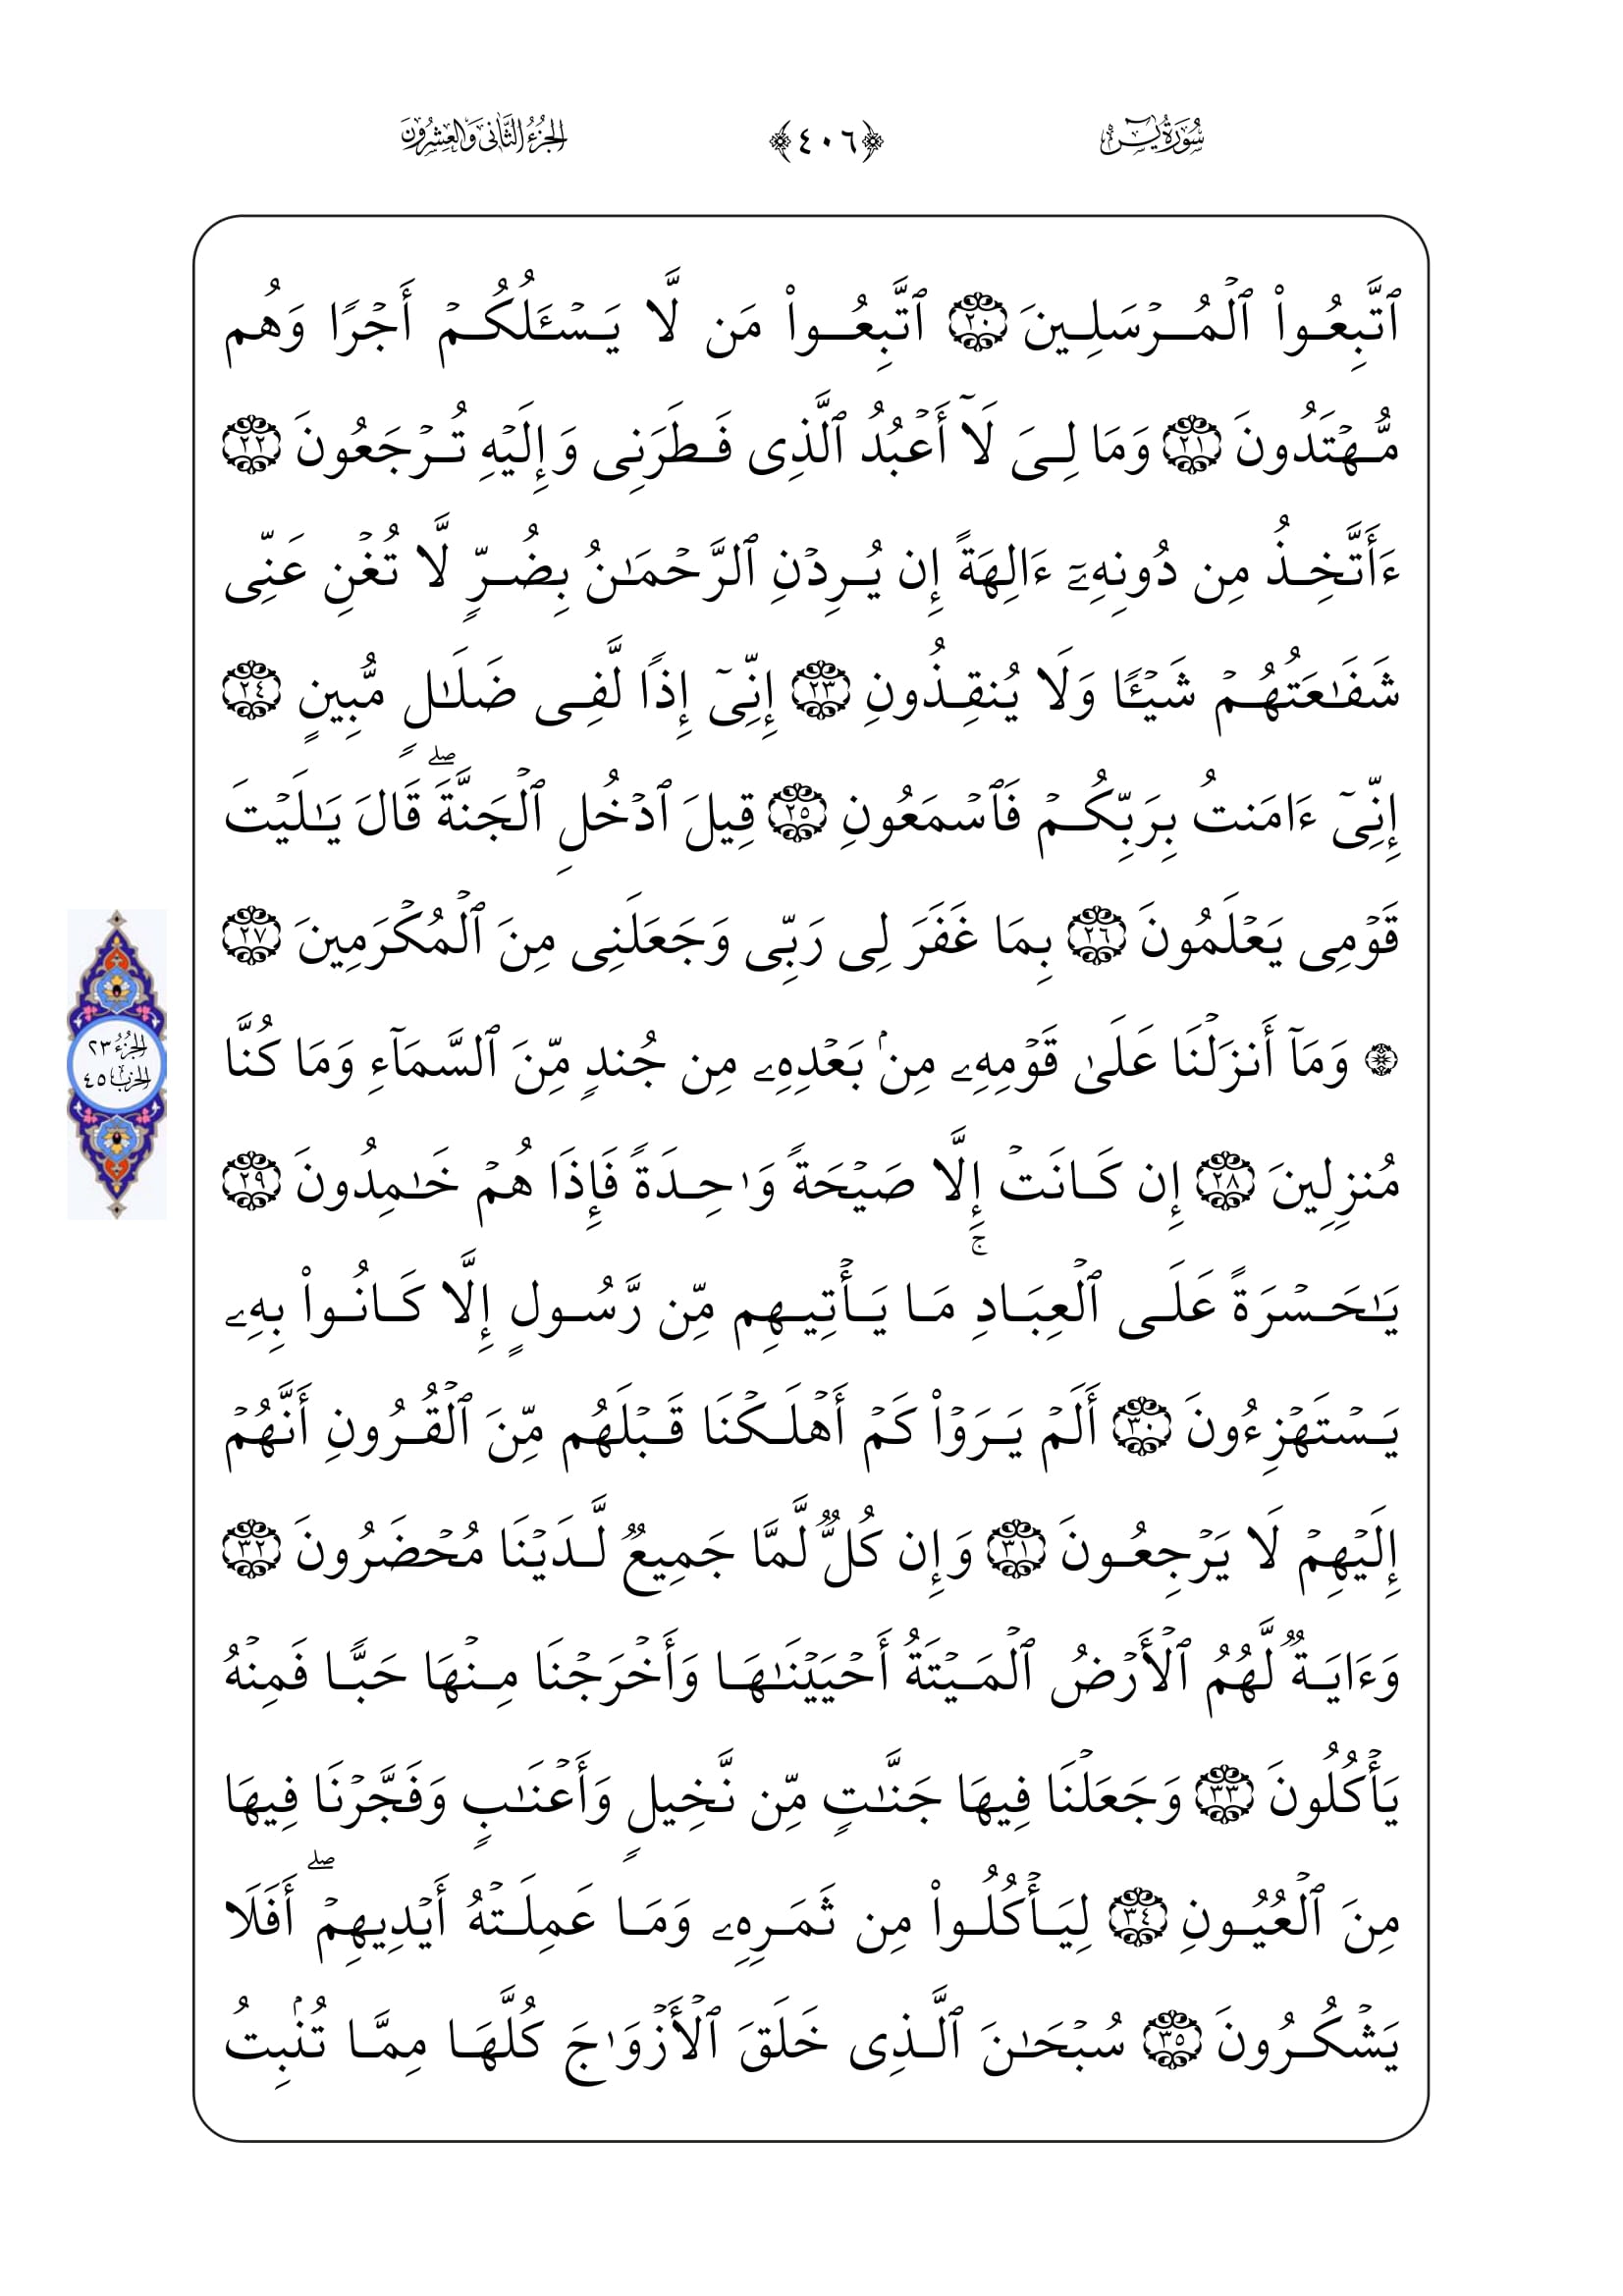 سُورَةُ يسٓ ﴿٤٠٦﴾ الجُزْءُ الثَّانِى وَالعِشْرُونَ
ٱتَّبِعُوا۟ ٱلْمُرْسَلِينَ ٢٠ ٱتَّبِعُوا۟ مَن لَّا يَسْـَٔلُكُمْ أَجْرًا وَهُم
مُّهْتَدُونَ ٢١ وَمَا لِىَ لَآ أَعْبُدُ ٱلَّذِى فَطَرَنِى وَإِلَيْهِ تُرْجَعُونَ ٢٢
ءَأَتَّخِذُ مِن دُونِهِۦٓ ءَالِهَةً إِن يُرِدْنِ ٱلرَّحْمَـٰنُ بِضُرٍّ لَّا تُغْنِ عَنِّى
شَفَـٰعَتُهُمْ شَيْـًٔا وَلَا يُنقِذُونِ ٢٣ إِنِّىٓ إِذًا لَّفِى ضَلَـٰلٍ مُّبِينٍ ٢٤
إِنِّىٓ ءَامَنتُ بِرَبِّكُمْ فَٱسْمَعُونِ ٢٥ قِيلَ ٱدْخُلِ ٱلْجَنَّةَ ۖ قَالَ يَـٰلَيْتَ
قَوْمِى يَعْلَمُونَ ٢٦ بِمَا غَفَرَ لِى رَبِّى وَجَعَلَنِى مِنَ ٱلْمُكْرَمِينَ ٢٧
۞ وَمَآ أَنزَلْنَا عَلَىٰ قَوْمِهِۦ مِنۢ بَعْدِهِۦ مِن جُندٍ مِّنَ ٱلسَّمَآءِ وَمَا كُنَّا
الجُزْءُ ٢٣
الحِزْبُ ٤٥
مُنزِلِينَ ٢٨ إِن كَانَتْ إِلَّا صَيْحَةً وَٰحِدَةً فَإِذَا هُمْ خَـٰمِدُونَ ٢٩
يَـٰحَسْرَةً عَلَى ٱلْعِبَادِ ۚ مَا يَأْتِيهِم مِّن رَّسُولٍ إِلَّا كَانُوا۟ بِهِۦ
يَسْتَهْزِءُونَ ٣٠ أَلَمْ يَرَوْا۟ كَمْ أَهْلَكْنَا قَبْلَهُم مِّنَ ٱلْقُرُونِ أَنَّهُمْ
إِلَيْهِمْ لَا يَرْجِعُونَ ٣١ وَإِن كُلٌّ لَّمَّا جَمِيعٌ لَّدَيْنَا مُحْضَرُونَ ٣٢
وَءَايَةٌ لَّهُمُ ٱلْأَرْضُ ٱلْمَيْتَةُ أَحْيَيْنَـٰهَا وَأَخْرَجْنَا مِنْهَا حَبًّا فَمِنْهُ
يَأْكُلُونَ ٣٣ وَجَعَلْنَا فِيهَا جَنَّـٰتٍ مِّن نَّخِيلٍ وَأَعْنَـٰبٍ وَفَجَّرْنَا فِيهَا
مِنَ ٱلْعُيُونِ ٣٤ لِيَأْكُلُوا۟ مِن ثَمَرِهِۦ وَمَا عَمِلَتْهُ أَيْدِيهِمْ ۖ أَفَلَا
يَشْكُرُونَ ٣٥ سُبْحَـٰنَ ٱلَّذِى خَلَقَ ٱلْأَزْوَٰجَ كُلَّهَا مِمَّا تُنۢبِتُ